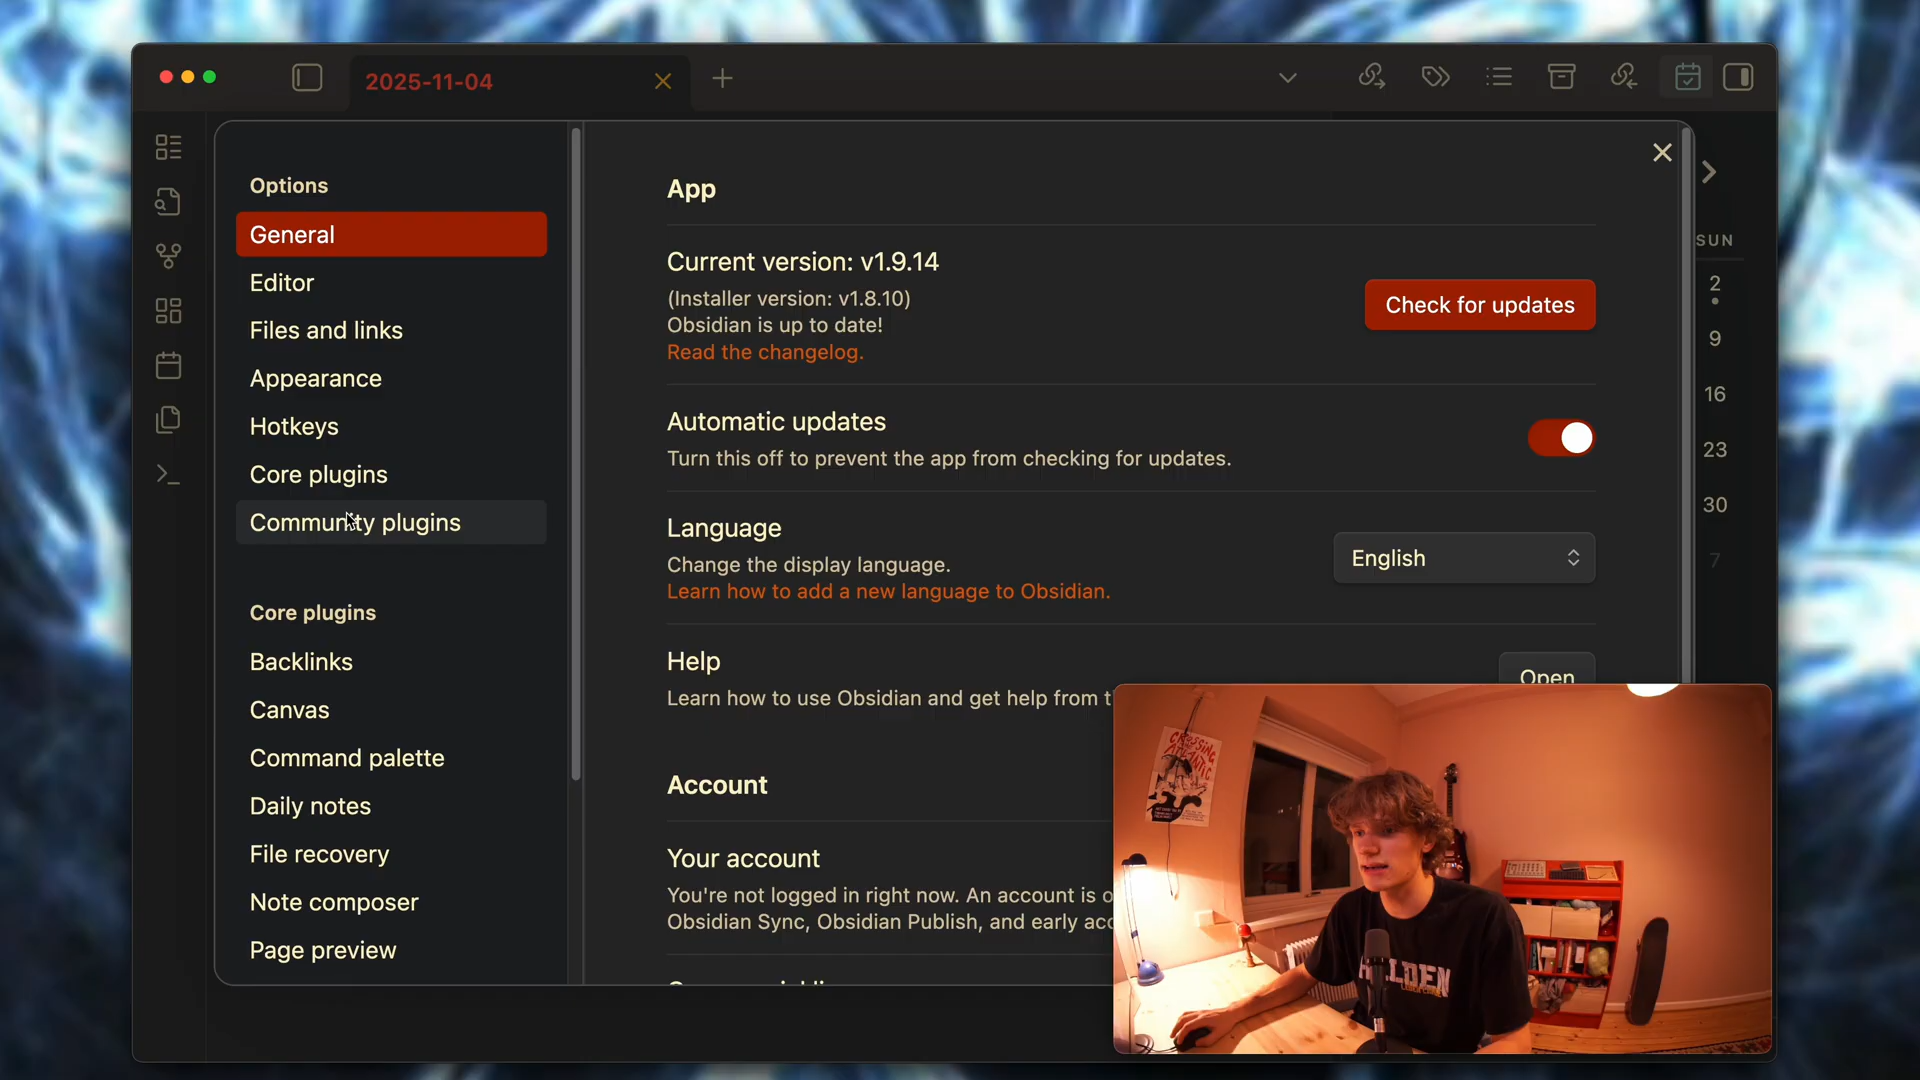 2025-11-04
Options
General
Editor
Files and links
Appearance
Hotkeys
Core plugins
Community plugins
Core plugins
Backlinks
Canvas
Command palette
Daily notes
File recovery
Note composer
Page preview
App
Current version: v1.9.14
(Installer version: v1.8.10)
Obsidian is up to date!
Read the changelog.
Check for updates
Automatic updates
Turn this off to prevent the app from checking for updates.
Language
Change the display language.
Learn how to add a new language to Obsidian.
English
Help
Learn how to use Obsidian and get help from t
Open
Account
Your account
You're not logged in right now. An account is o
Obsidian Sync, Obsidian Publish, and early acc
SUN
2
9
16
23
30
7
CROSSING
ATLANTIC